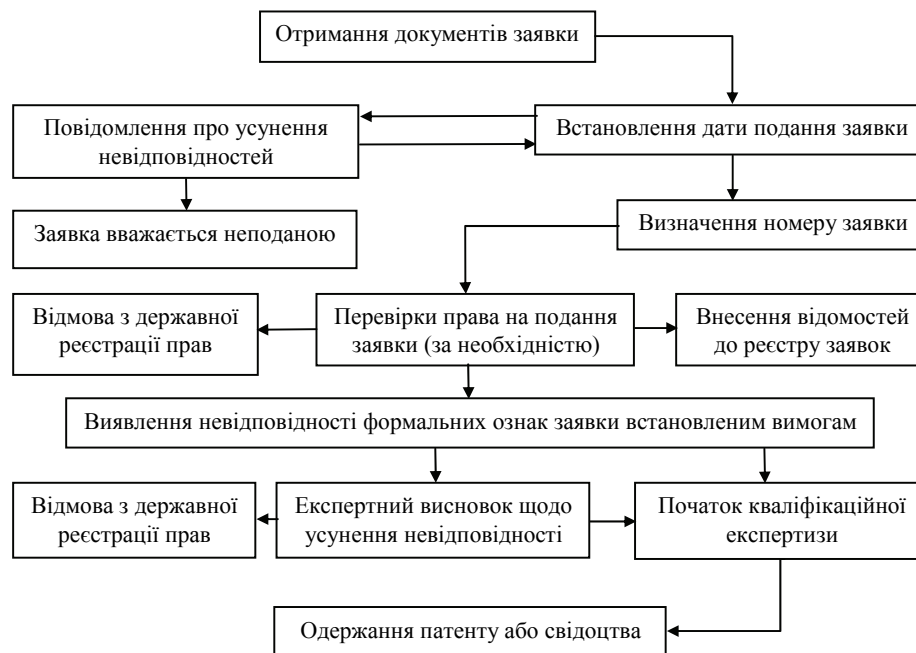 Отримання документів заявки
Повідомлення про усунення
невідповідностей
Встановлення дати подання заявки
Заявка вважається неподаною
Визначення номеру заявки
Відмова з державної
реєстрації прав
Перевірки права на подання
заявки (за необхідністю)
Внесення відомостей
до реєстру заявок
Виявлення невідповідності формальних ознак заявки встановленим вимогам
Відмова з державної
реєстрації прав
Експертний висновок щодо
усунення невідповідності
Початок кваліфікаційної
експертизи
Одержання патенту або свідоцтва